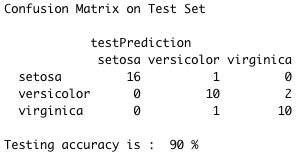 Confusion Matrix on Test Set
testPrediction
setosa versicolor virginica
setosa 16 1 0
versicolor 0 10 2
virginica 0 1 10
Testing accuracy is :  90 %